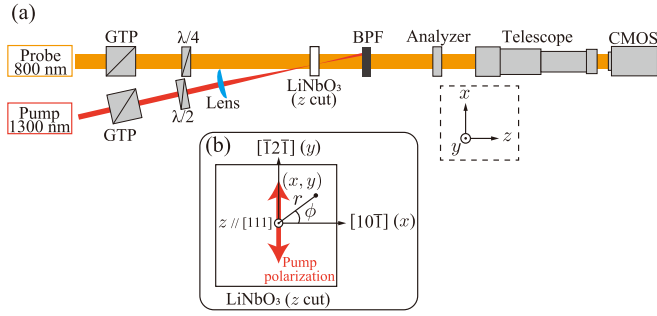 (a)
Probe
800 nm
GTP
λ/4
BPF
Analyzer
Telescope
CMOS
Pump
1300 nm
GTP
λ/2
Lens
LiNbO₃
(z cut)
x
y
z
(b)
[1̄21̄] (y)
(x, y)
r
ϕ
z // [111]
[101̄] (x)
Pump
polarization
LiNbO₃ (z cut)